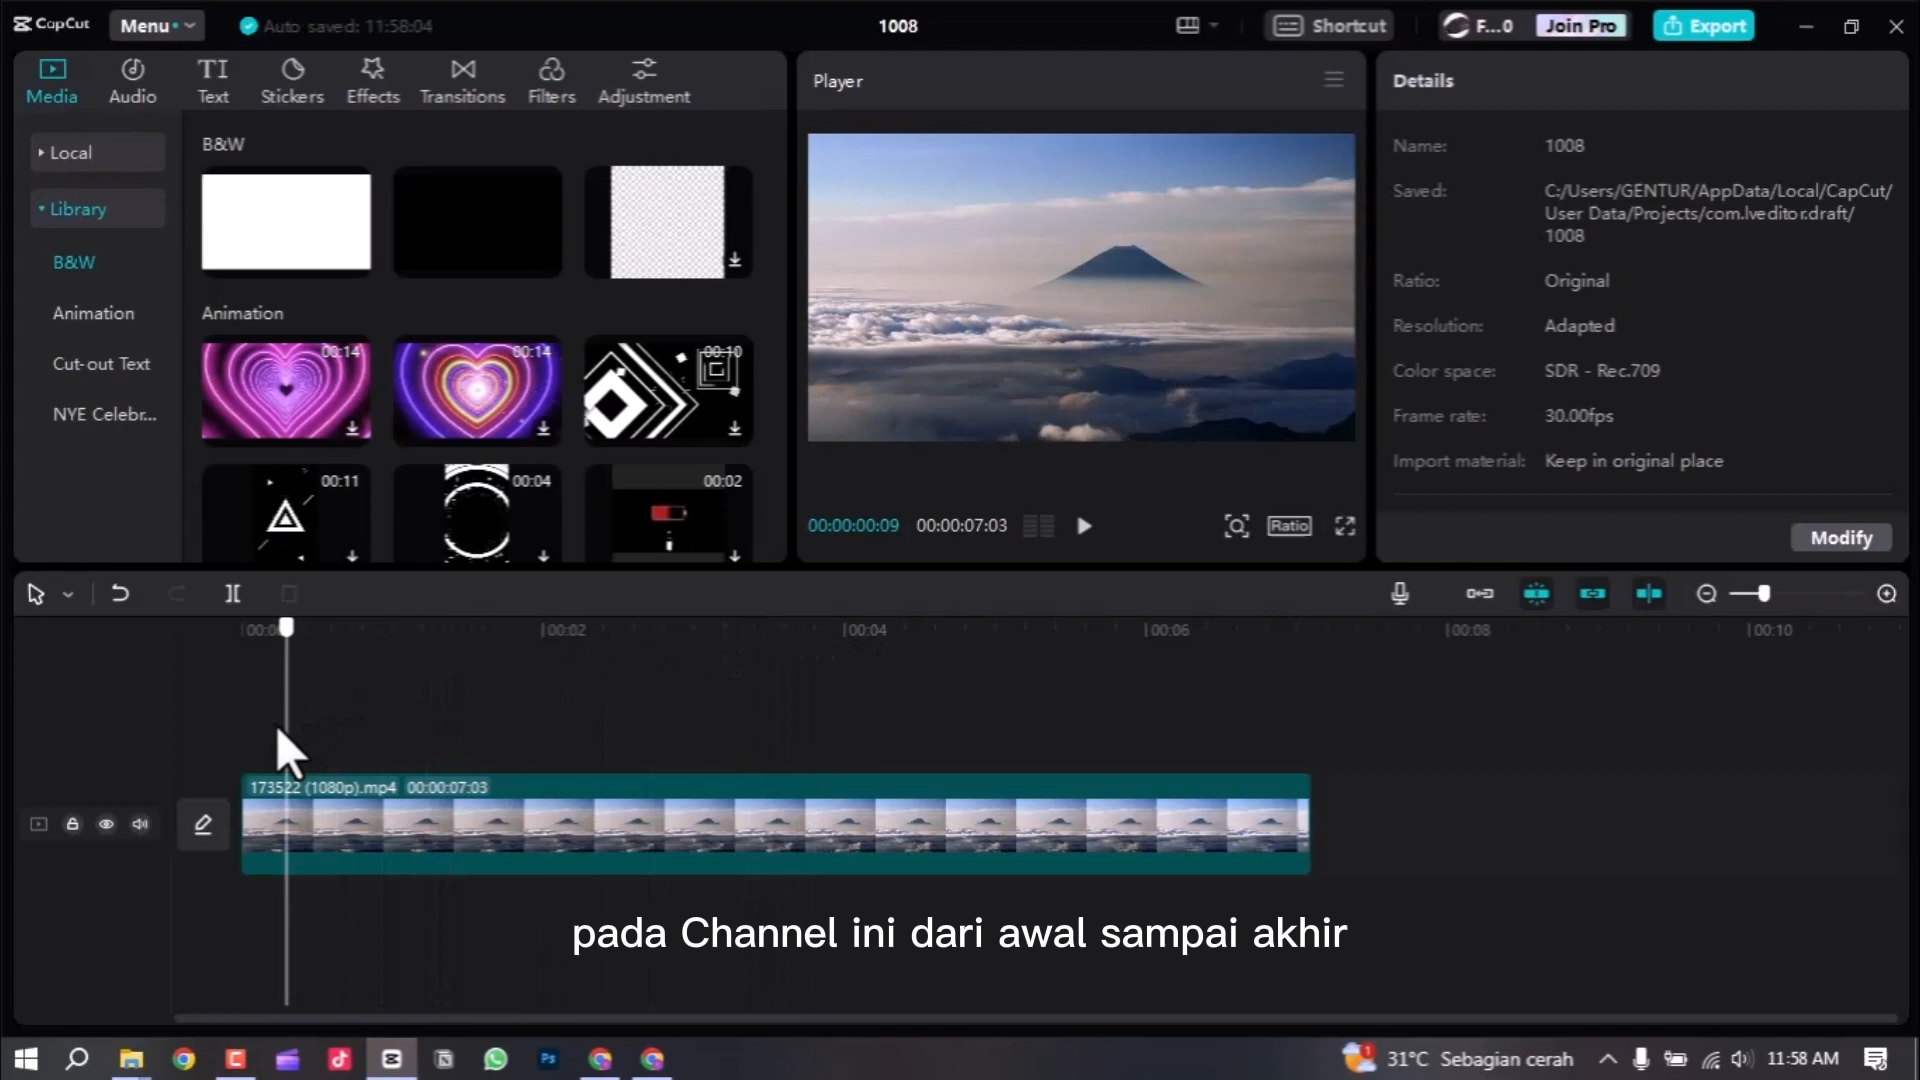 CapCut
Menu
Auto saved: 11:58:04
1008
Shortcut
F...0
Join Pro
Export
Media
Audio
TI
Text
Stickers
Effects
Transitions
Filters
Adjustment
Local
Library
B&W
Animation
Cut-out Text
NYE Celebr...
B&W
Animation
00:14
00:14
00:10
00:11
00:04
00:02
Player
00:00:00:09
00:00:07:03
Ratio
Details
Name: 1008
Saved: C:/Users/GENTUR/AppData/Local/CapCut/
User Data/Projects/com.lveditor.draft/
1008
Ratio: Original
Resolution: Adapted
Color space: SDR - Rec.709
Frame rate: 30.00fps
Import material: Keep in original place
Modify
00:02
00:04
00:06
00:08
00:10
173522 (1080p).mp4 00:00:07:03
pada Channel ini dari awal sampai akhir
Ps
1
31°C Sebagian cerah
11:58 AM